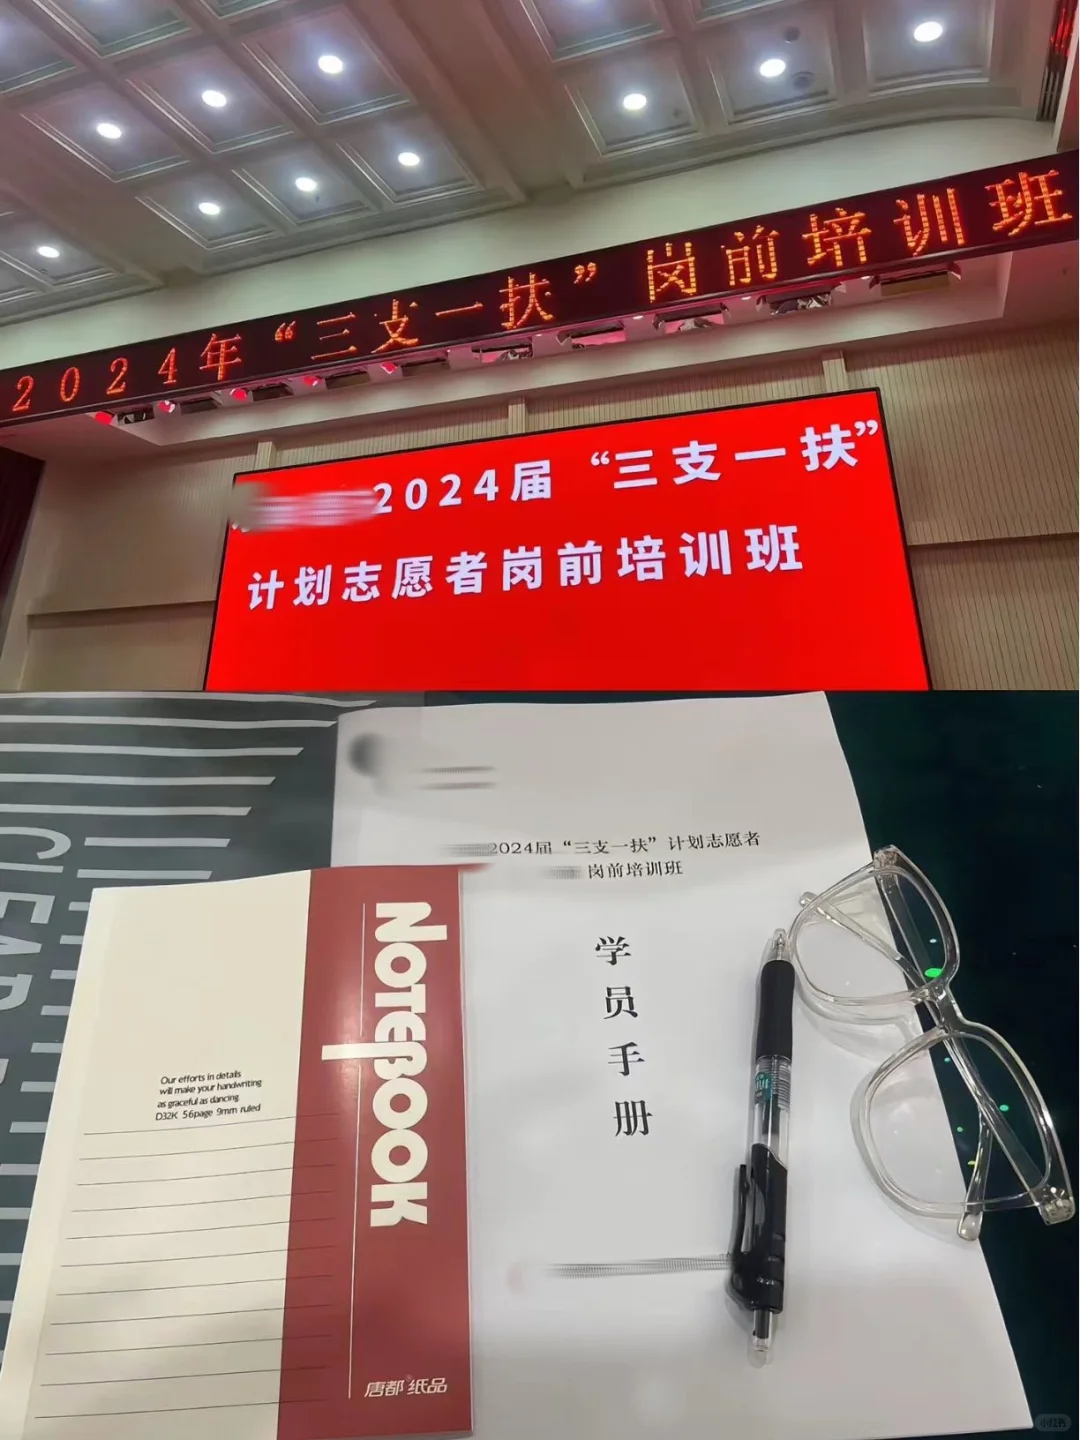 2024年“三支一扶”岗前培训班
2024届“三支一扶”
计划志愿者岗前培训班
2024届“三支一扶”计划志愿者
岗前培训班
学
员
手
册
NOTEBOOK
Our efforts in details
will make your handwriting
as graceful as dancing.
D32K 56page 9mm ruled
唐都纸品
小红书